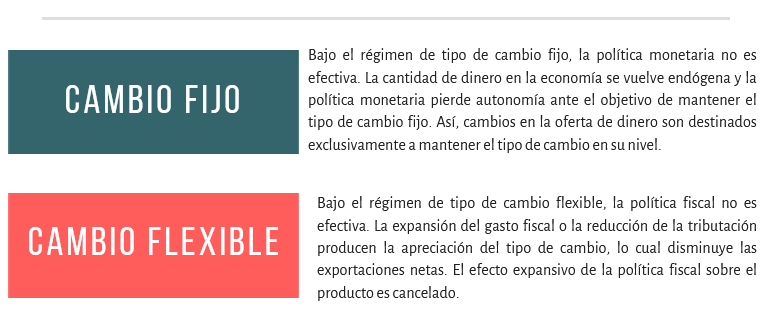 CAMBIO FIJO
Bajo el régimen de tipo de cambio fijo, la política monetaria no es
efectiva. La cantidad de dinero en la economía se vuelve endógena y la
política monetaria pierde autonomía ante el objetivo de mantener el
tipo de cambio fijo. Así, cambios en la oferta de dinero son destinados
exclusivamente a mantener el tipo de cambio en su nivel.
CAMBIO FLEXIBLE
Bajo el régimen de tipo de cambio flexible, la política fiscal no es
efectiva. La expansión del gasto fiscal o la reducción de la tributación
producen la apreciación del tipo de cambio, lo cual disminuye las
exportaciones netas. El efecto expansivo de la política fiscal sobre el
producto es cancelado.